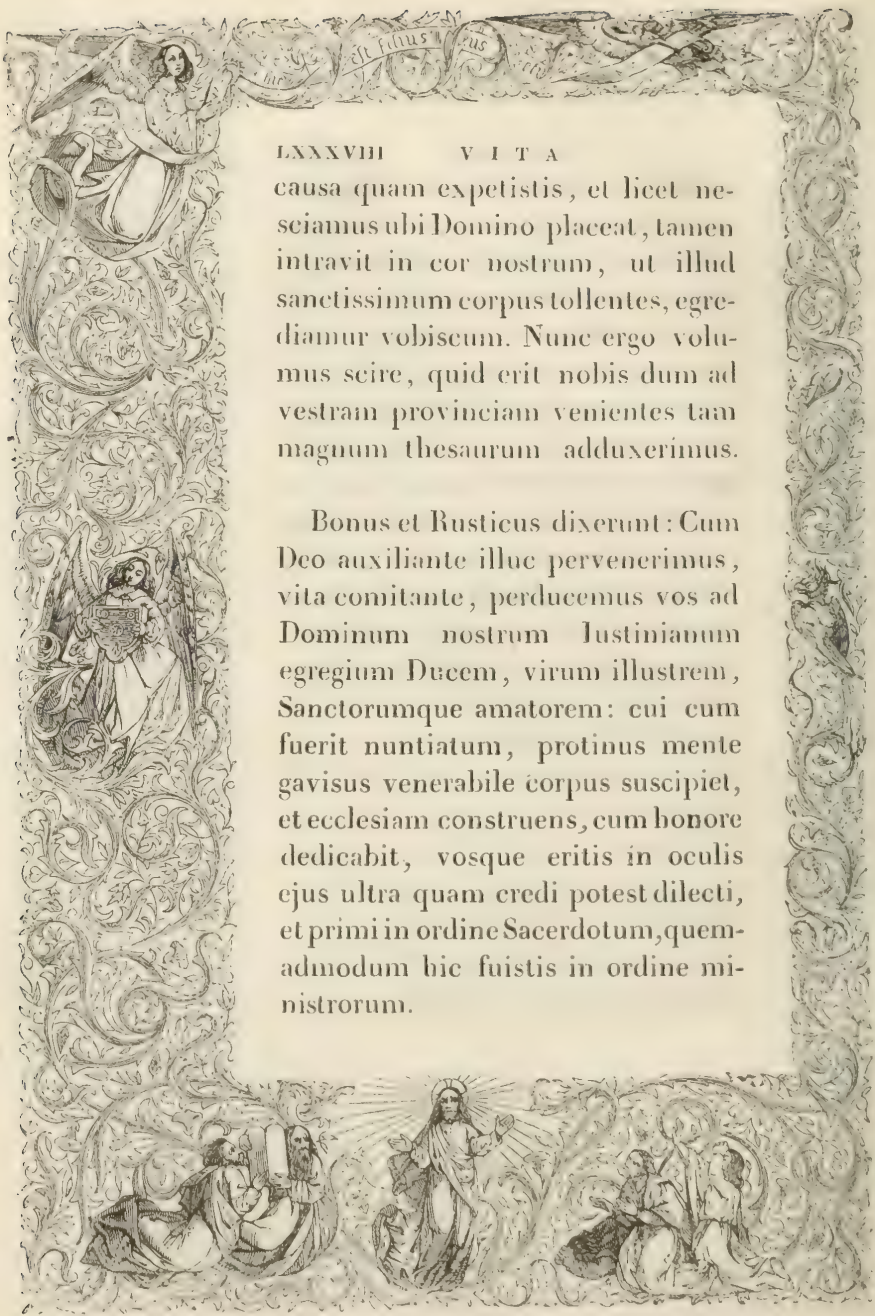 est filius
LXXXVIII VITA
causa quam expetistis, et licet ne-
sciamus ubi Domino placeat, tamen
intravit in cor nostrum, ut illud
sanctissimum corpus tollentes, egre-
diamur vobiscum. Nunc ergo volu-
mus scire, quid erit nobis dum ad
vestram provinciam venientes tam
magnum thesaurum adduxerimus.
Bonus et Rusticus dixerunt: Cum
Deo auxiliante illuc pervenerimus,
vita comitante, perducemus vos ad
Dominum nostrum Iustinianum
egregium Ducem, virum illustrem,
Sanctorumque amatorem: cui cum
fuerit nuntiatum, protinus mente
gavisus venerabile corpus suscipiet,
et ecclesiam construens, cum honore
dedicabit, vosque eritis in oculis
ejus ultra quam credi potest dilecti,
et primi in ordine Sacerdotum, quem-
admodum hic fuistis in ordine mi-
nistrorum.